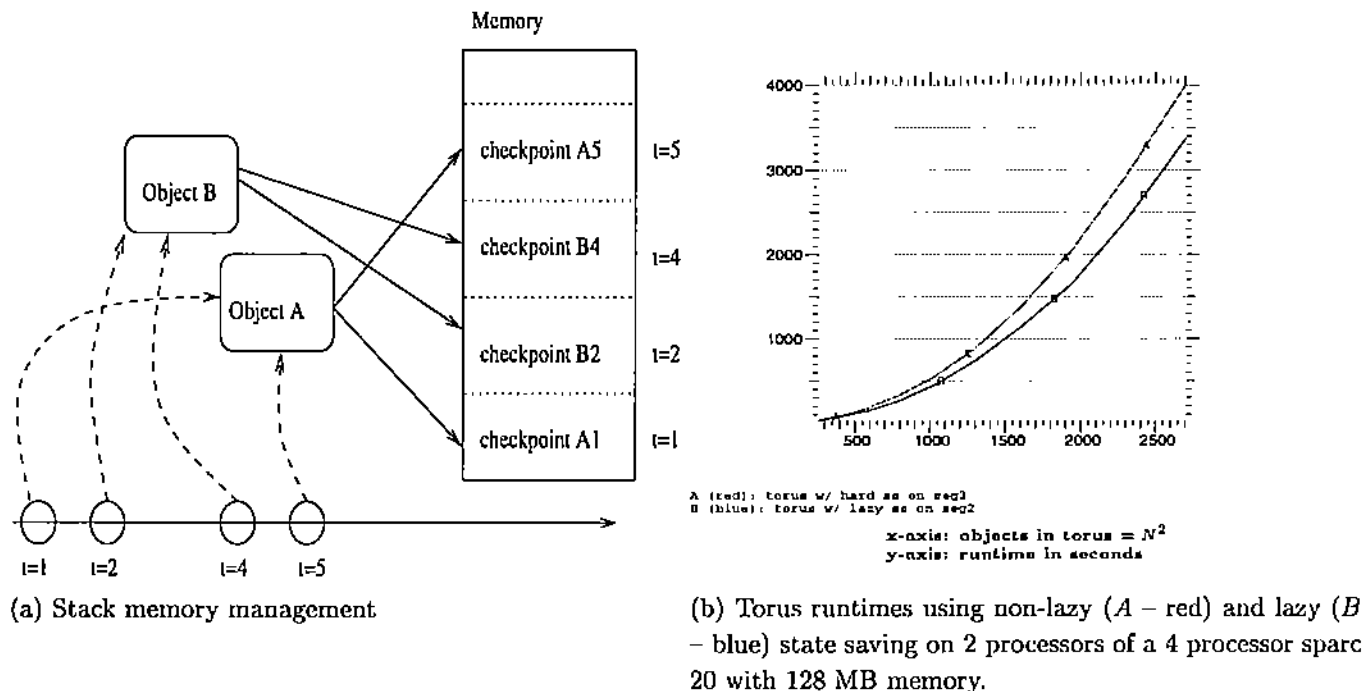 Memory
checkpoint A5
t=5
Object B
checkpoint B4
t=4
Object A
checkpoint B2
t=2
checkpoint A1
t=1
t=1
t=2
t=4
t=5
(a) Stack memory management
4000
3000
2000
1000
500
1000
1500
2000
2500
A
A
A
B
B
B
A (red): torus w/ hard ss on
B (blue): torus w/ lazy ss on seg2
x-axis: objects in torus = N²
y-axis: runtime in seconds
(b) Torus runtimes using non-lazy (A – red) and lazy (B
– blue) state saving on 2 processors of a 4 processor sparc
20 with 128 MB memory.